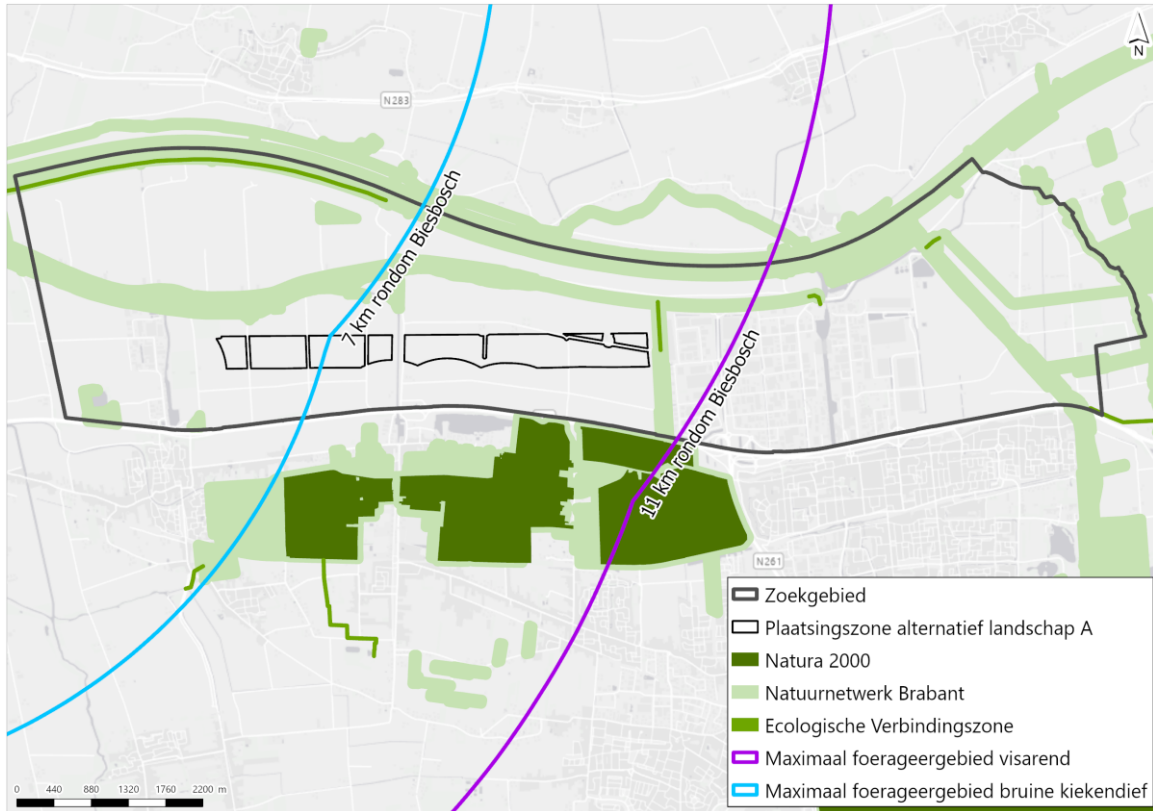 N
N283
7 km rondom Biesbosch
11 km rondom Biesbosch
N261
Zoekgebied
Plaatsingszone alternatief landschap A
Natura 2000
Natuurnetwerk Brabant
Ecologische Verbindingszone
Maximaal foerageergebied visarend
Maximaal foerageergebied bruine kiekendief
0 440 880 1320 1760 2200 m